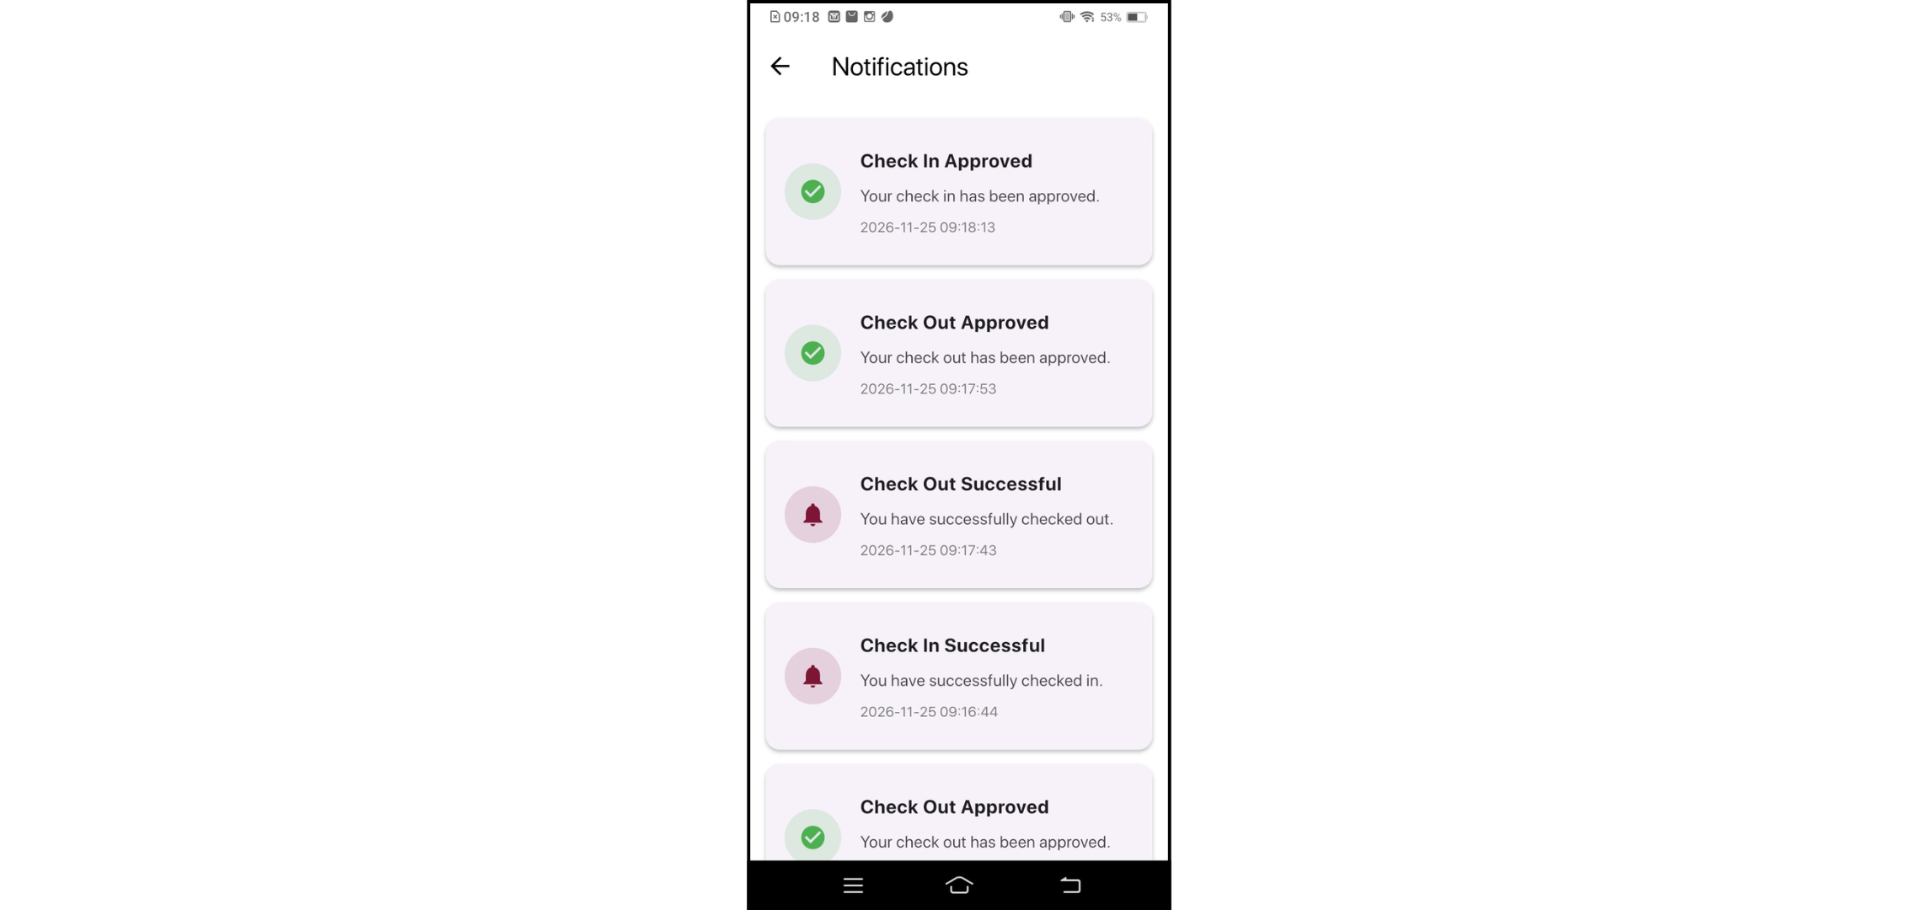 09:18 53%
Notifications
Check In Approved
Your check in has been approved.
2026-11-25 09:18:13
Check Out Approved
Your check out has been approved.
2026-11-25 09:17:53
Check Out Successful
You have successfully checked out.
2026-11-25 09:17:43
Check In Successful
You have successfully checked in.
2026-11-25 09:16:44
Check Out Approved
Your check out has been approved.